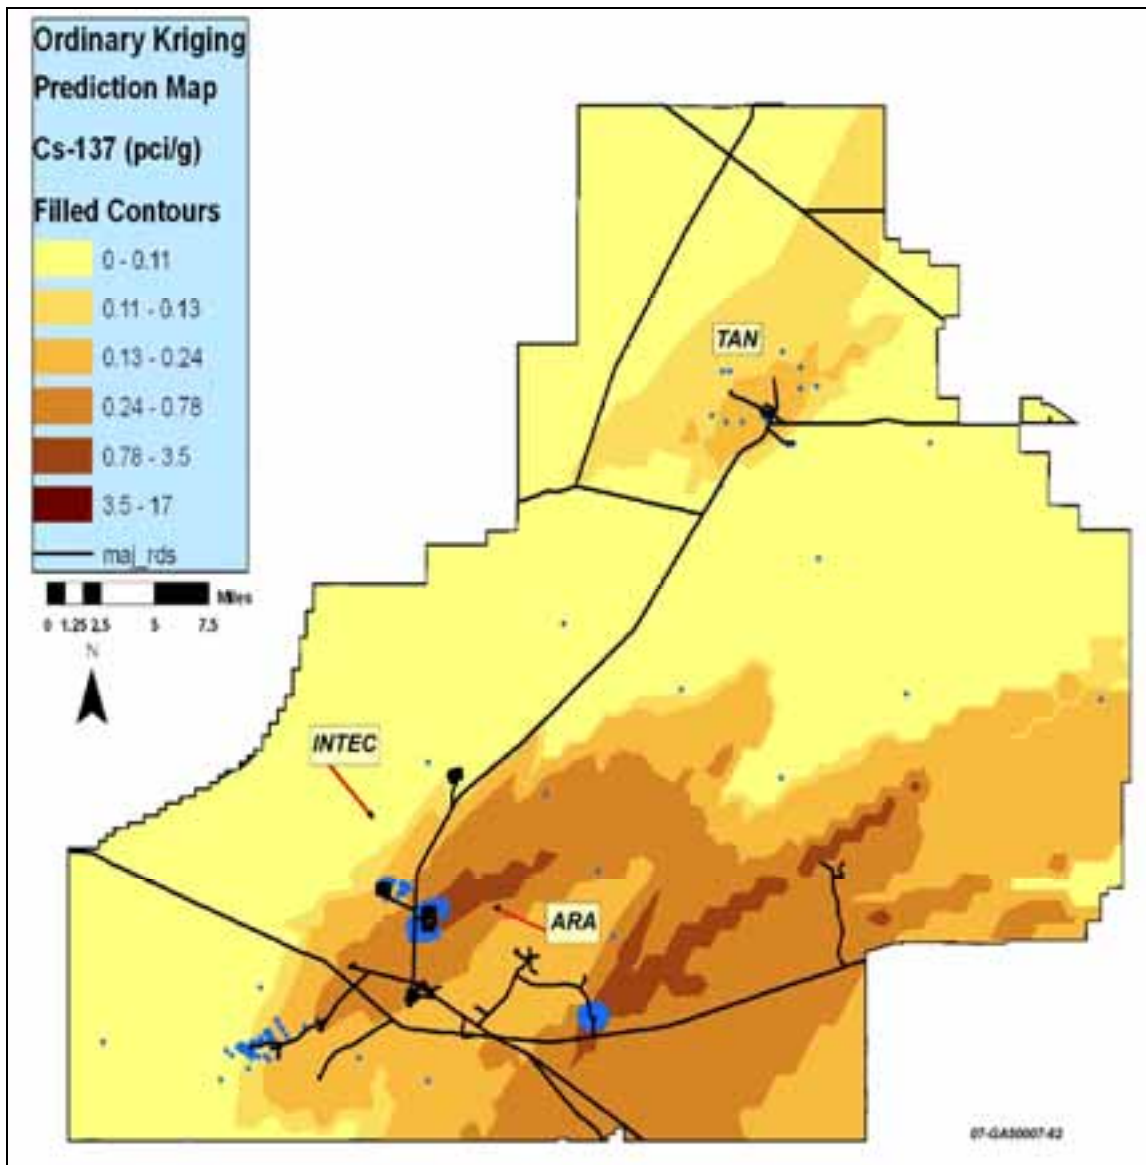 Ordinary Kriging
Prediction Map
Cs-137 (pci/g)
Filled Contours
0 - 0.11
0.11 - 0.13
0.13 - 0.24
0.24 - 0.78
0.78 - 3.5
3.5 - 17
maj_rds
Miles
0 1.25 2.5 5 7.5
N
TAN
INTEC
ARA
07-GA50007-82